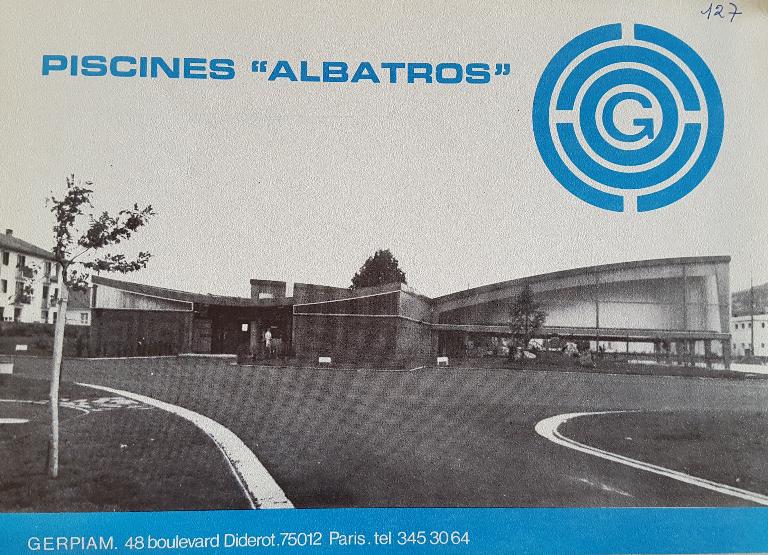 127
PISCINES “ALBATROS”
G
GERPIAM. 48 boulevard Diderot.75012 Paris. tel 345 30 64